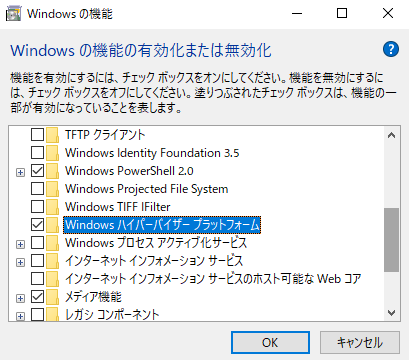 Windows の機能
Windows の機能の有効化または無効化
機能を有効にするには、チェック ボックスをオンにしてください。機能を無効にするに
は、チェック ボックスをオフにしてください。塗りつぶされたチェック ボックスは、機能の一
部が有効になっていることを表します。
TFTP クライアント
Windows Identity Foundation 3.5
Windows PowerShell 2.0
Windows Projected File System
Windows TIFF IFilter
Windows ハイパーバイザー プラットフォーム
Windows プロセス アクティブ化サービス
インターネット インフォメーション サービス
インターネット インフォメーション サービスのホスト可能な Web コア
メディア機能
レガシ コンポーネント
OK
キャンセル